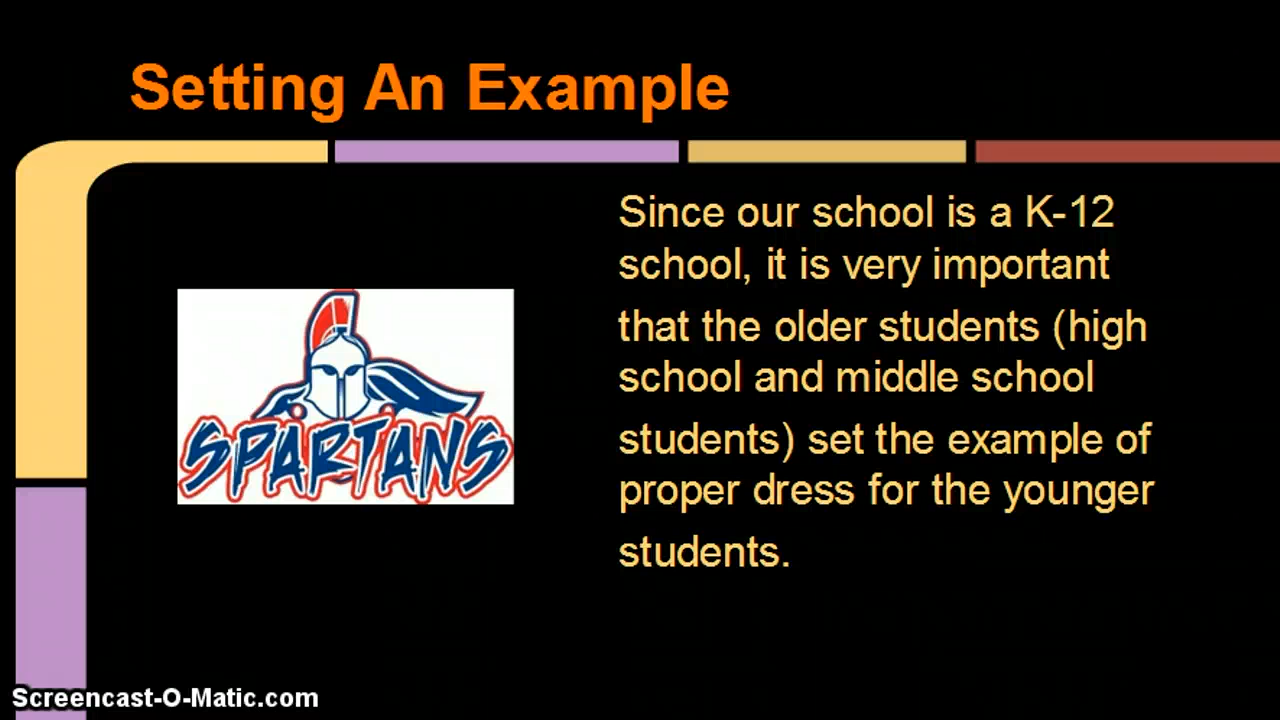 Setting An Example
Since our school is a K-12
school, it is very important
that the older students (high
school and middle school
students) set the example of
proper dress for the younger
students.
SPARTANS
Screencast-O-Matic.com